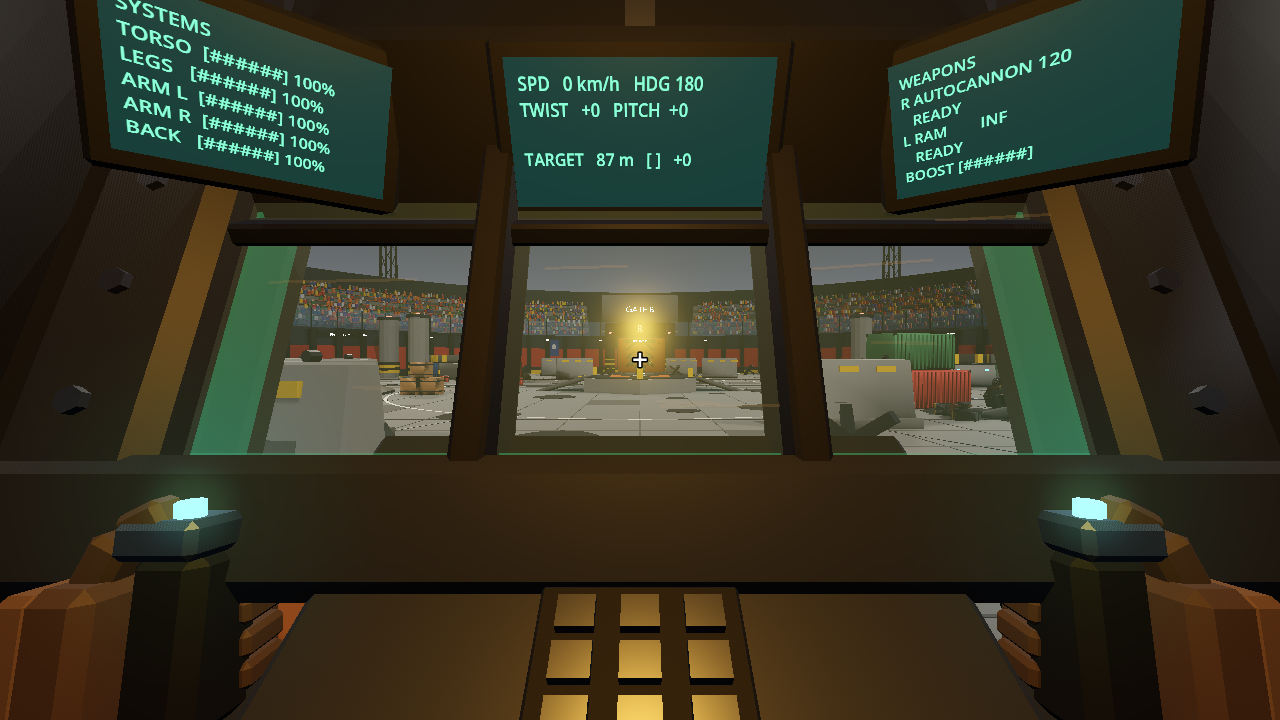 SYSTEMS
TORSO [######] 100%
LEGS [######] 100%
ARM L [######] 100%
ARM R [######] 100%
BACK [######] 100%
SPD 0 km/h HDG 180
TWIST +0 PITCH +0
TARGET 87 m [ ] +0
WEAPONS
R AUTOCANNON 120
READY
L RAM INF
READY
BOOST [######]